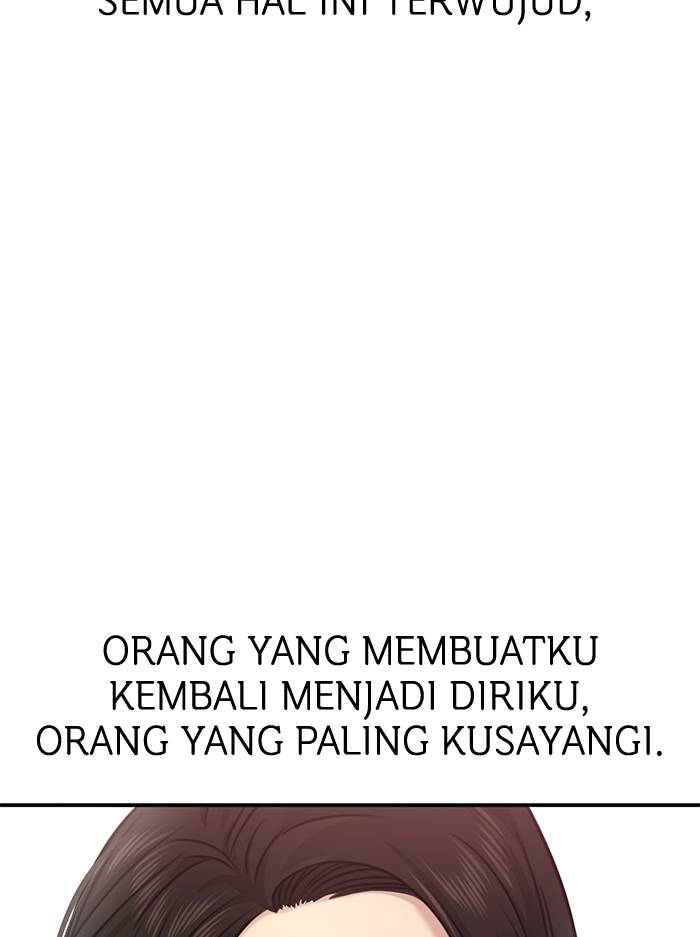 SEMUA HAL INI TERWUJUD,
ORANG YANG MEMBUATKU
KEMBALI MENJADI DIRIKU,
ORANG YANG PALING KUSAYANGI.